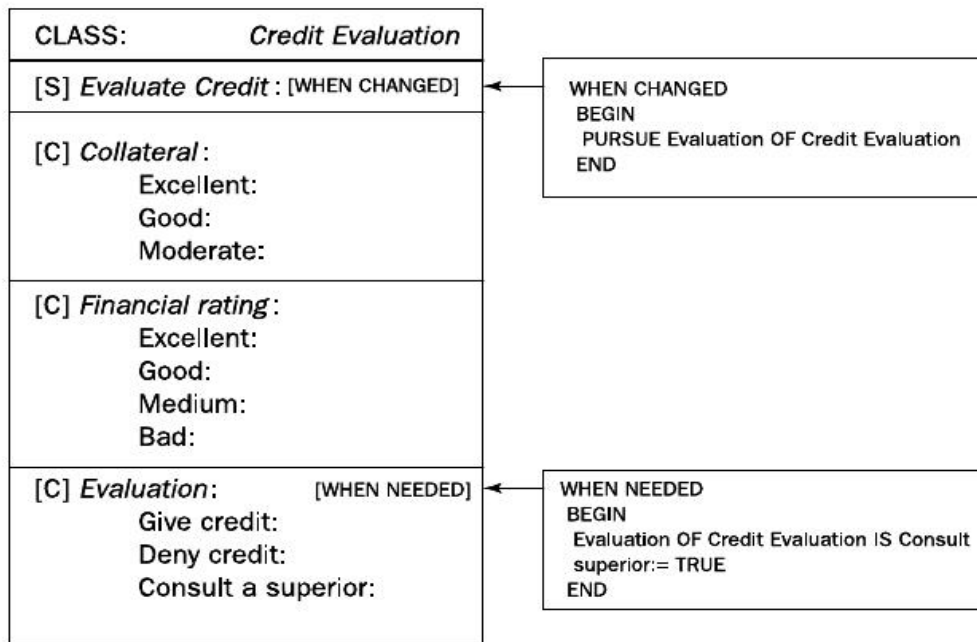 CLASS: Credit Evaluation
[S] Evaluate Credit: [WHEN CHANGED]
[C] Collateral:
Excellent:
Good:
Moderate:
[C] Financial rating:
Excellent:
Good:
Medium:
Bad:
[C] Evaluation: [WHEN NEEDED]
Give credit:
Deny credit:
Consult a superior:
WHEN CHANGED
BEGIN
PURSUE Evaluation OF Credit Evaluation
END
WHEN NEEDED
BEGIN
Evaluation OF Credit Evaluation IS Consult
superior:= TRUE
END